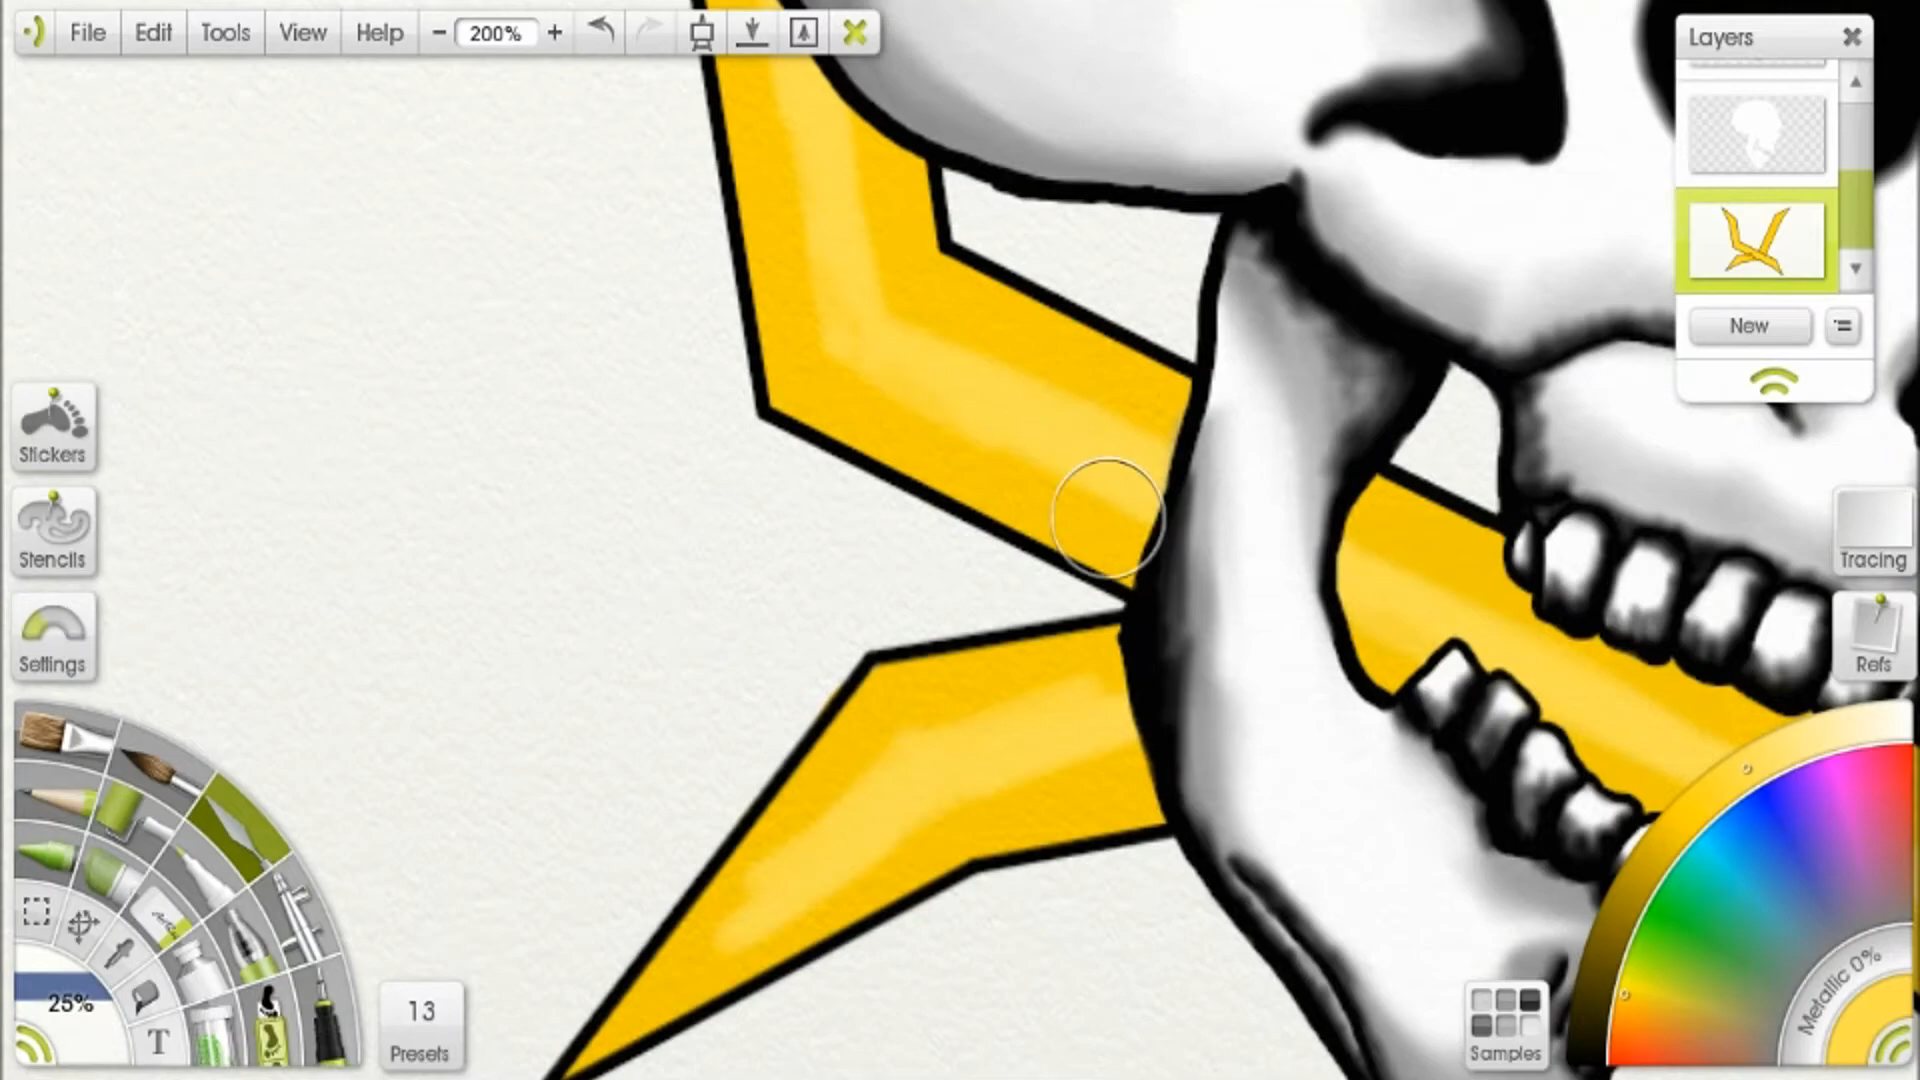 File Edit Tools View Help − 200% +
Layers
New
Stickers
Stencils
Settings
Tracing
Refs
25%
T
13
Presets
Samples
Metallic 0%